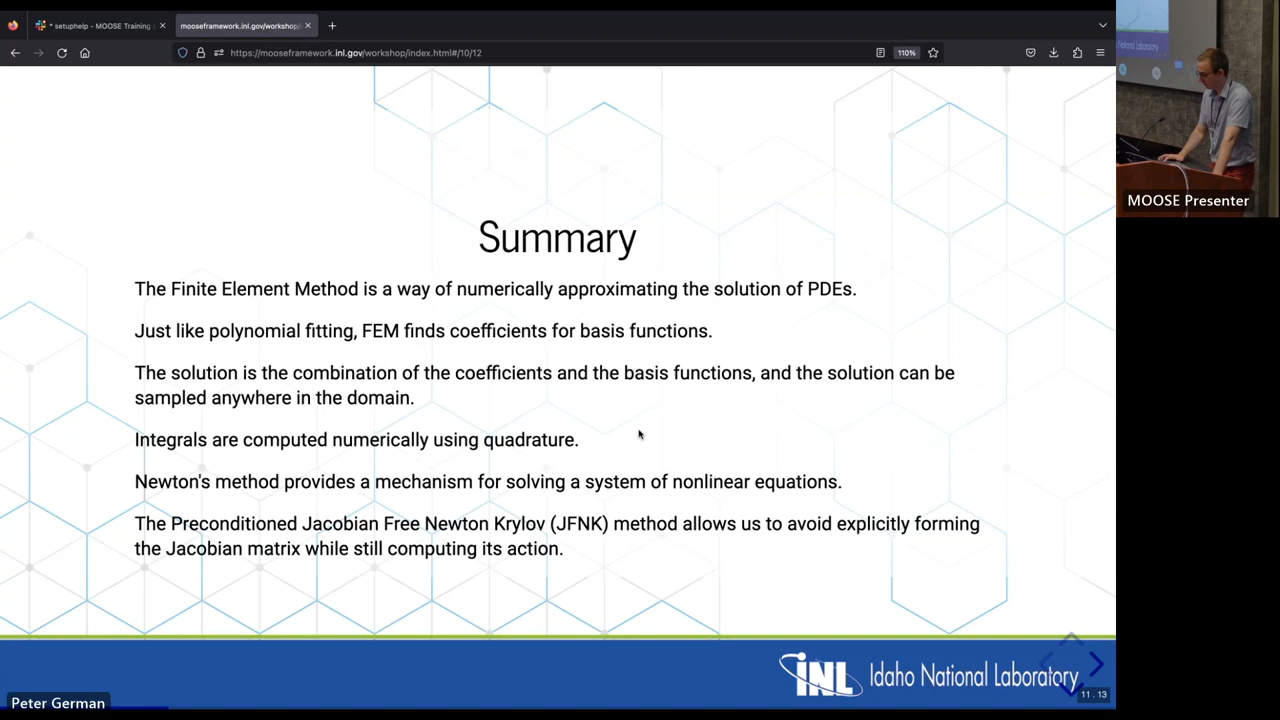 * setuphelp – MOOSE Training
mooseframework.inl.gov/workshop/
https://mooseframework.inl.gov/workshop/index.html#/10/12
110%
MOOSE Presenter
Summary
The Finite Element Method is a way of numerically approximating the solution of PDEs.
Just like polynomial fitting, FEM finds coefficients for basis functions.
The solution is the combination of the coefficients and the basis functions, and the solution can be
sampled anywhere in the domain.
Integrals are computed numerically using quadrature.
Newton's method provides a mechanism for solving a system of nonlinear equations.
The Preconditioned Jacobian Free Newton Krylov (JFNK) method allows us to avoid explicitly forming
the Jacobian matrix while still computing its action.
INL Idaho National Laboratory
11.13
Peter German